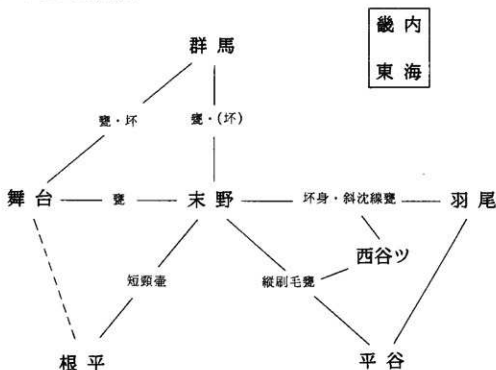 畿内
東海
群馬
甕・坏
甕・(坏)
舞台
甕
末野
坏身・斜沈線甕
羽尾
西谷ツ
短頸壷
縦刷毛甕
根平
平谷